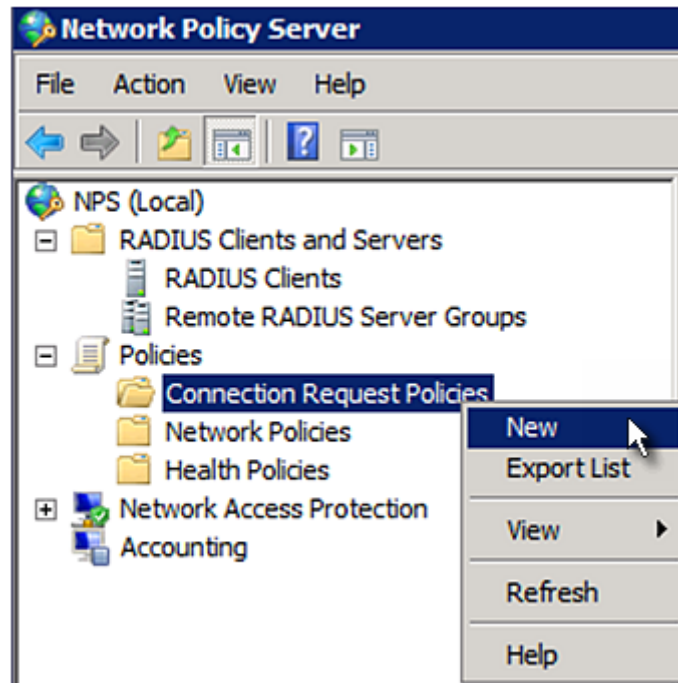 Network Policy Server
File Action View Help
NPS (Local)
RADIUS Clients and Servers
RADIUS Clients
Remote RADIUS Server Groups
Policies
Connection Request Policies
Network Policies
Health Policies
Network Access Protection
Accounting
New
Export List
View
Refresh
Help